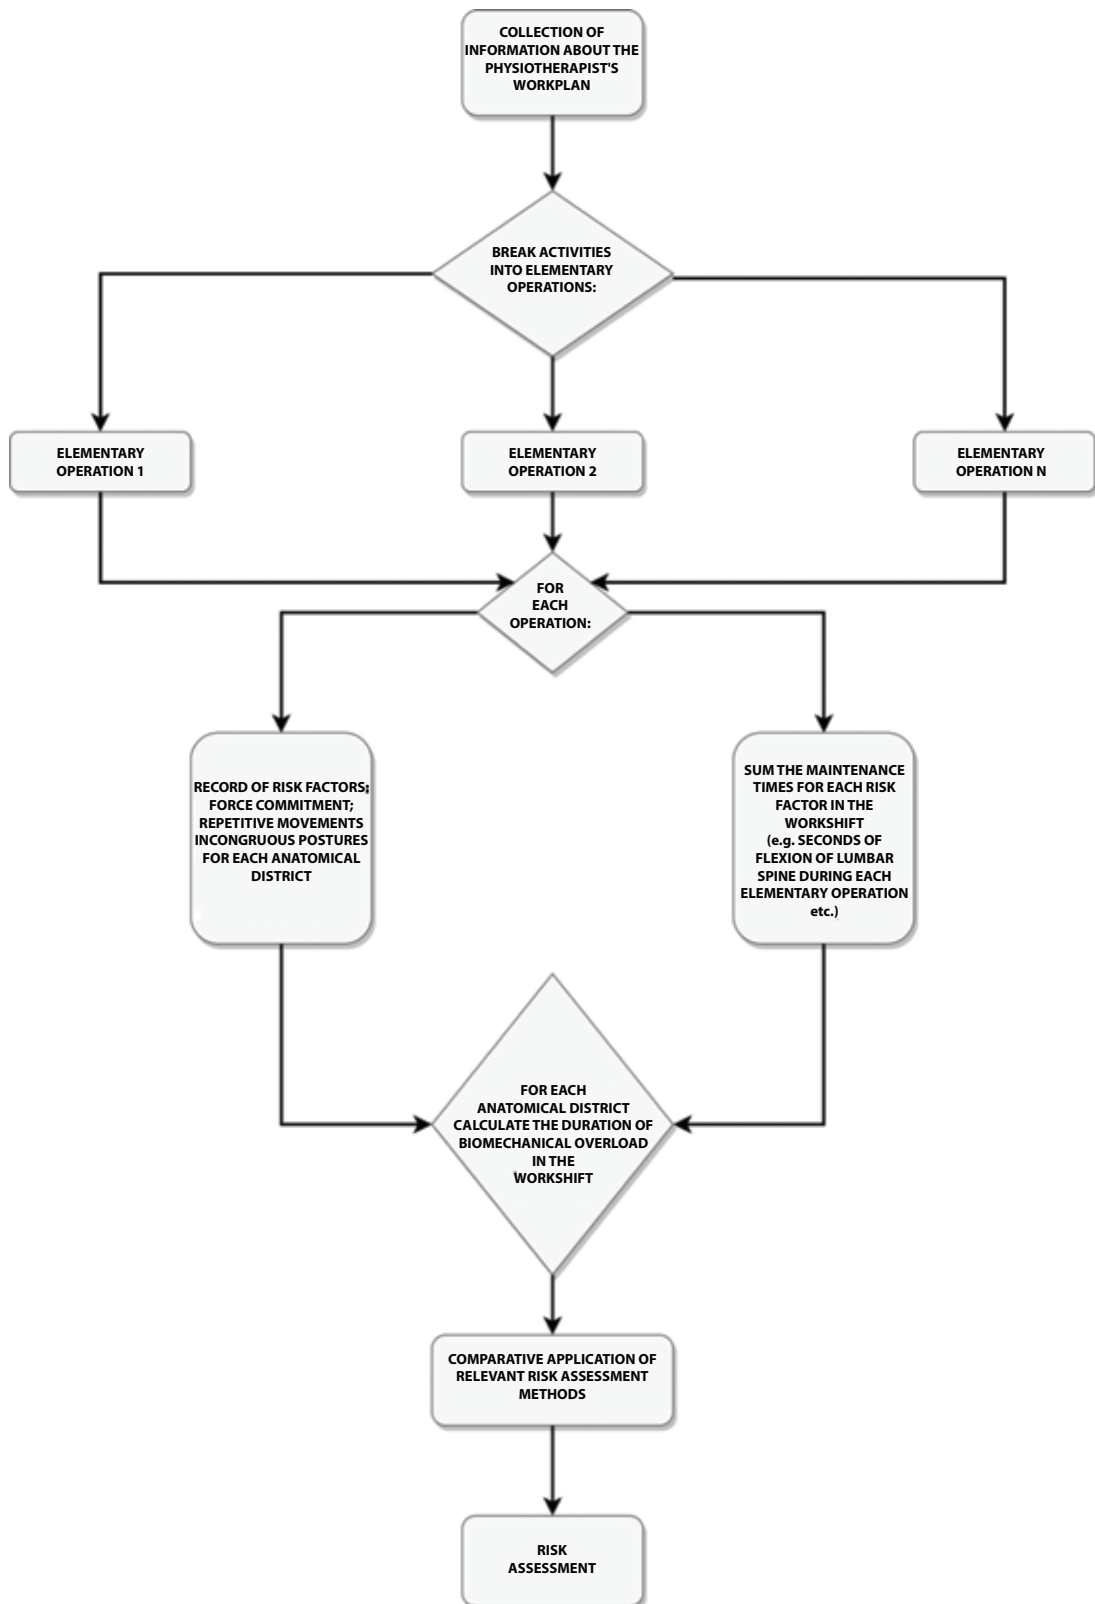 COLLECTION OF
INFORMATION ABOUT THE
PHYSIOTHERAPIST'S
WORKPLAN
BREAK ACTIVITIES
INTO ELEMENTARY
OPERATIONS:
ELEMENTARY
OPERATION 1
ELEMENTARY
OPERATION 2
ELEMENTARY
OPERATION N
FOR
EACH
OPERATION:
RECORD OF RISK FACTORS;
FORCE COMMITMENT;
REPETITIVE MOVEMENTS
INCONGRUOUS POSTURES
FOR EACH ANATOMICAL
DISTRICT
SUM THE MAINTENANCE
TIMES FOR EACH RISK
FACTOR IN THE
WORKSHIFT
(e.g. SECONDS OF
FLEXION OF LUMBAR
SPINE DURING EACH
ELEMENTARY OPERATION
etc.)
FOR EACH
ANATOMICAL DISTRICT
CALCULATE THE DURATION OF
BIOMECHANICAL OVERLOAD
IN THE
WORKSHIFT
COMPARATIVE APPLICATION OF
RELEVANT RISK ASSESSMENT
METHODS
RISK
ASSESSMENT